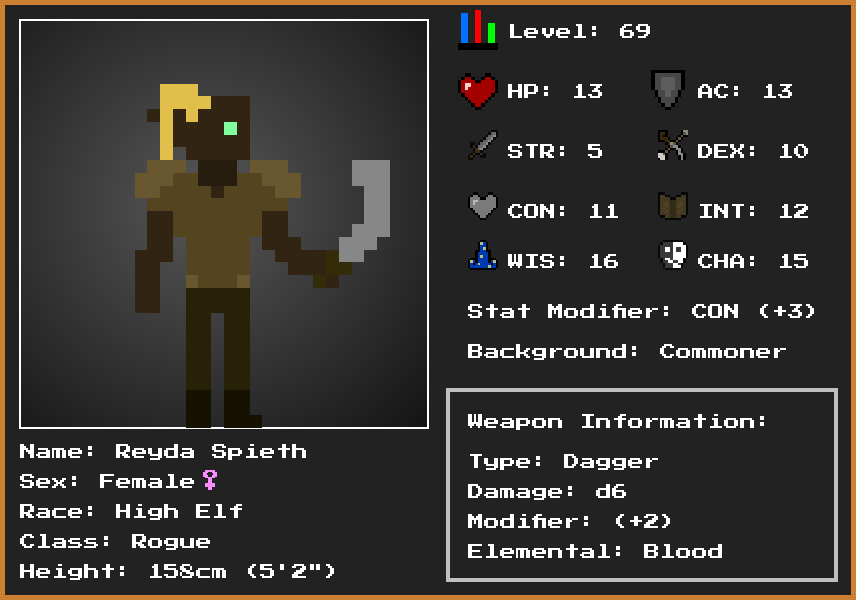 Level: 69
HP: 13 AC: 13
STR: 5 DEX: 10
CON: 11 INT: 12
WIS: 16 CHA: 15
Stat Modifier: CON (+3)
Background: Commoner
Weapon Information:
Type: Dagger
Damage: d6
Modifier: (+2)
Elemental: Blood
Name: Reyda Spieth
Sex: Female♀
Race: High Elf
Class: Rogue
Height: 158cm (5'2")